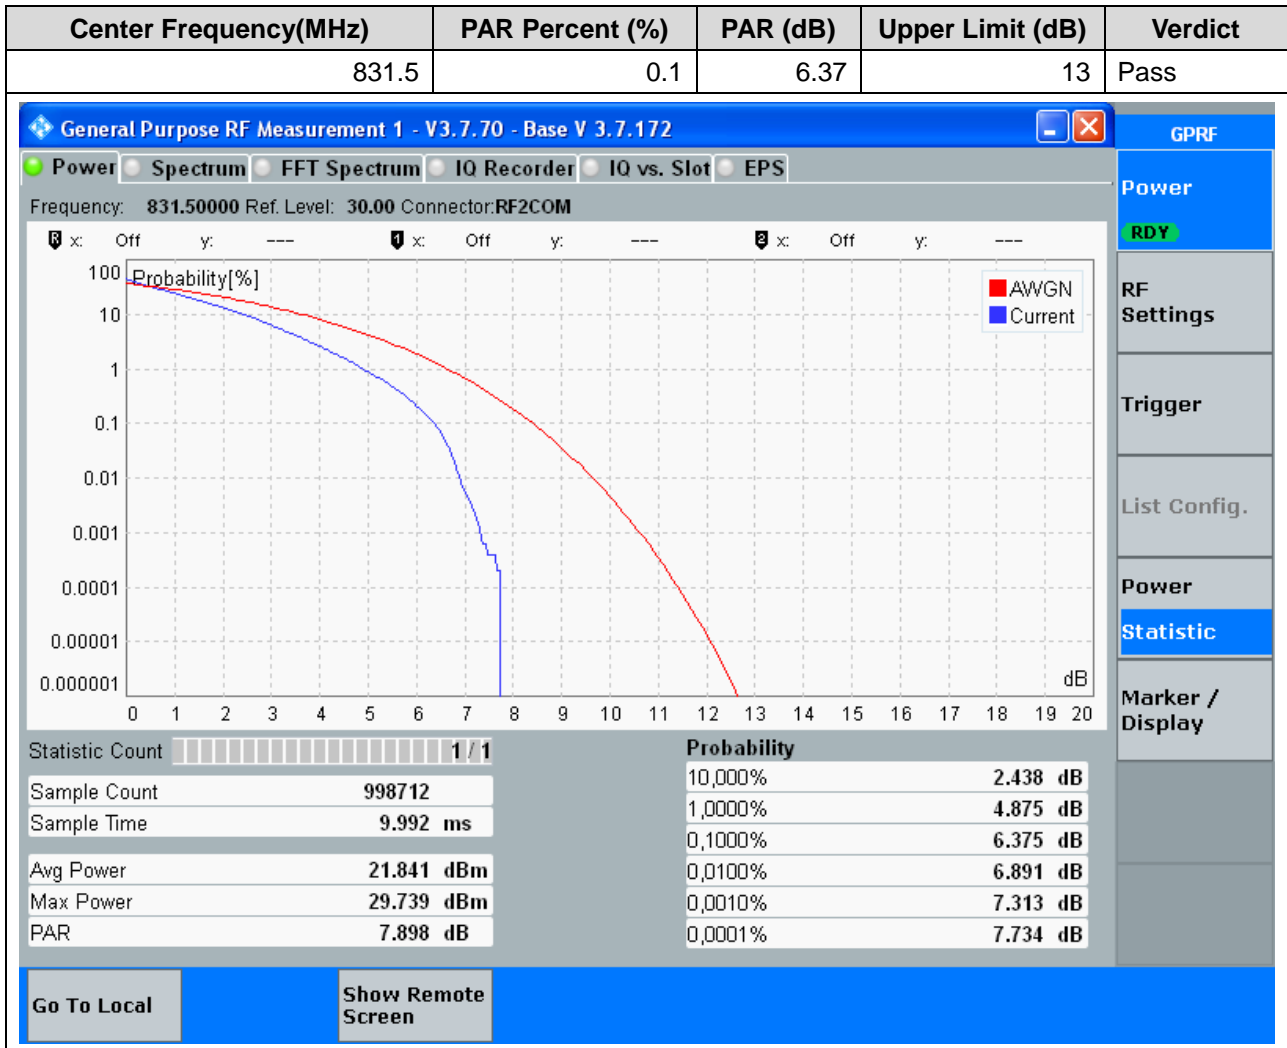 Center Frequency(MHz) PAR Percent (%) PAR (dB) Upper Limit (dB) Verdict
831.5 0.1 6.37 13 Pass
General Purpose RF Measurement 1 - V3.7.70 - Base V 3.7.172
GPRF
Power Spectrum FFT Spectrum IQ Recorder IQ vs. Slot EPS
Power
RDY
Frequency: 831.50000 Ref. Level: 30.00 Connector:RF2COM
R x: Off y: --- 1 x: Off y: --- 2 x: Off y: ---
Probability[%]
AWGN
Current
100
10
1
0.1
0.01
0.001
0.0001
0.00001
0.000001
dB
0 1 2 3 4 5 6 7 8 9 10 11 12 13 14 15 16 17 18 19 20
RF
Settings
Trigger
List Config.
Power
Statistic
Marker /
Display
Statistic Count 1 / 1
Sample Count 998712
Sample Time 9.992 ms
Avg Power 21.841 dBm
Max Power 29.739 dBm
PAR 7.898 dB
Probability
10,000% 2.438 dB
1,0000% 4.875 dB
0,1000% 6.375 dB
0,0100% 6.891 dB
0,0010% 7.313 dB
0,0001% 7.734 dB
Go To Local
Show Remote
Screen